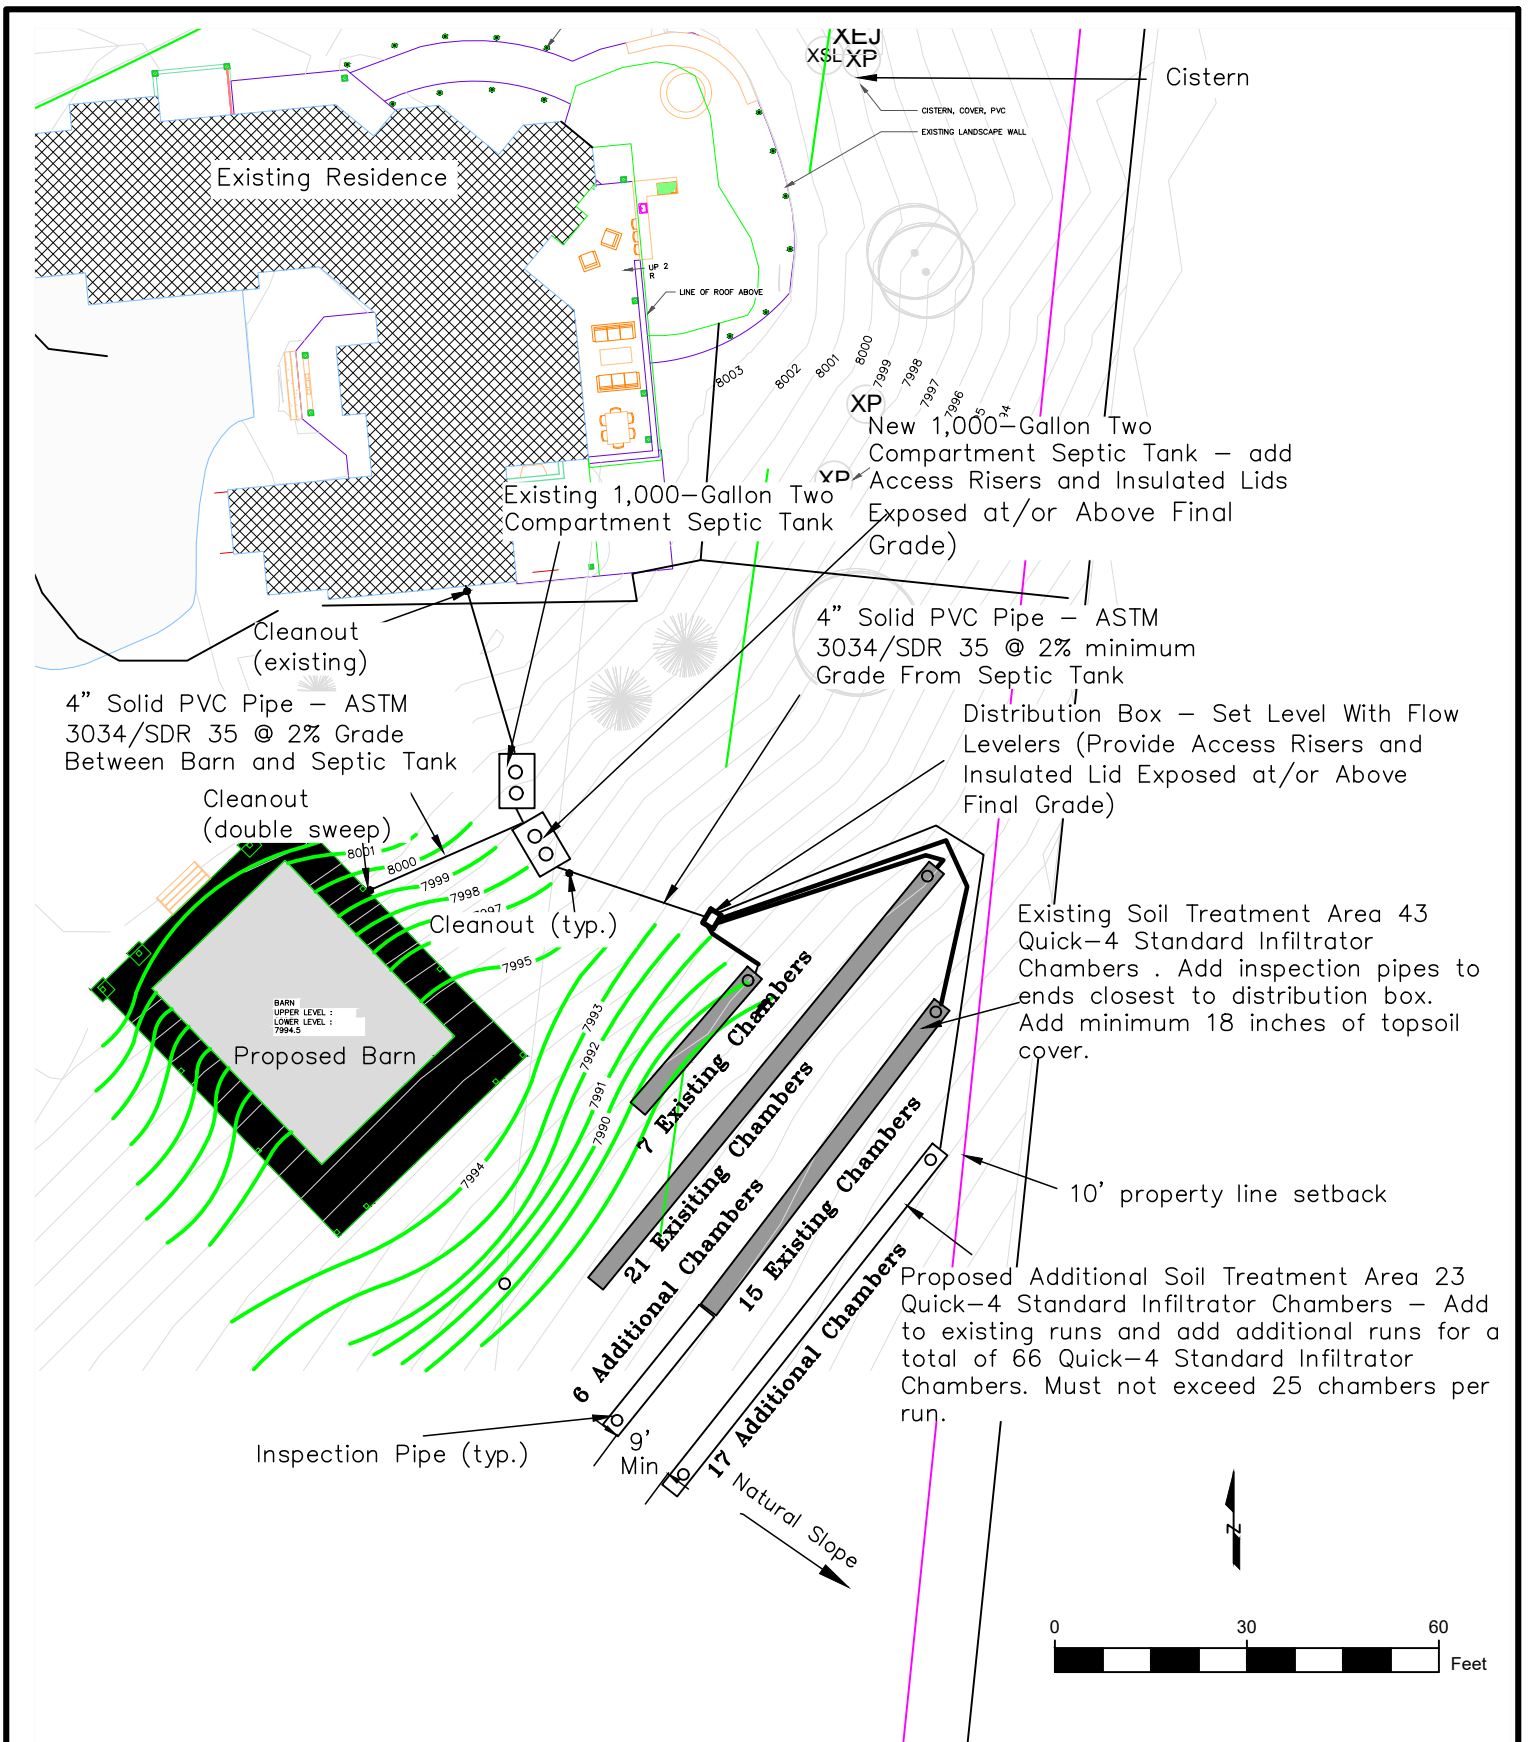 XEJ
XSL XP
Cistern
CISTERN, COVER, PVC
EXISTING LANDSCAPE WALL
Existing Residence
UP 2
R
LINE OF ROOF ABOVE
8003
8002
8001
8000
7999
7998
7997
7996
XP
New 1,000-Gallon Two
Compartment Septic Tank - add
Access Risers and Insulated Lids
Exposed at/or Above Final
Grade)
XP
Existing 1,000-Gallon Two
Compartment Septic Tank
Cleanout
(existing)
4" Solid PVC Pipe - ASTM
3034/SDR 35 @ 2% minimum
Grade From Septic Tank
4" Solid PVC Pipe - ASTM
3034/SDR 35 @ 2% Grade
Between Barn and Septic Tank
Distribution Box - Set Level With Flow
Levelers (Provide Access Risers and
Insulated Lid Exposed at/or Above
Final Grade)
Cleanout
(double sweep)
8001
8000
7999
7998
Cleanout (typ.)
7995
7993
7992
7991
7990
7994
BARN
UPPER LEVEL :
LOWER LEVEL :
7994.5
Proposed Barn
Existing Soil Treatment Area 43
Quick-4 Standard Infiltrator
Chambers . Add inspection pipes to
ends closest to distribution box.
Add minimum 18 inches of topsoil
cover.
7 Existing Chambers
21 Exisiting Chambers
15 Existing Chambers
6 Additional Chambers
17 Additional Chambers
10' property line setback
Proposed Additional Soil Treatment Area 23
Quick-4 Standard Infiltrator Chambers - Add
to existing runs and add additional runs for a
total of 66 Quick-4 Standard Infiltrator
Chambers. Must not exceed 25 chambers per
run.
Inspection Pipe (typ.)
9'
Min
Natural Slope
N
0 30 60
Feet